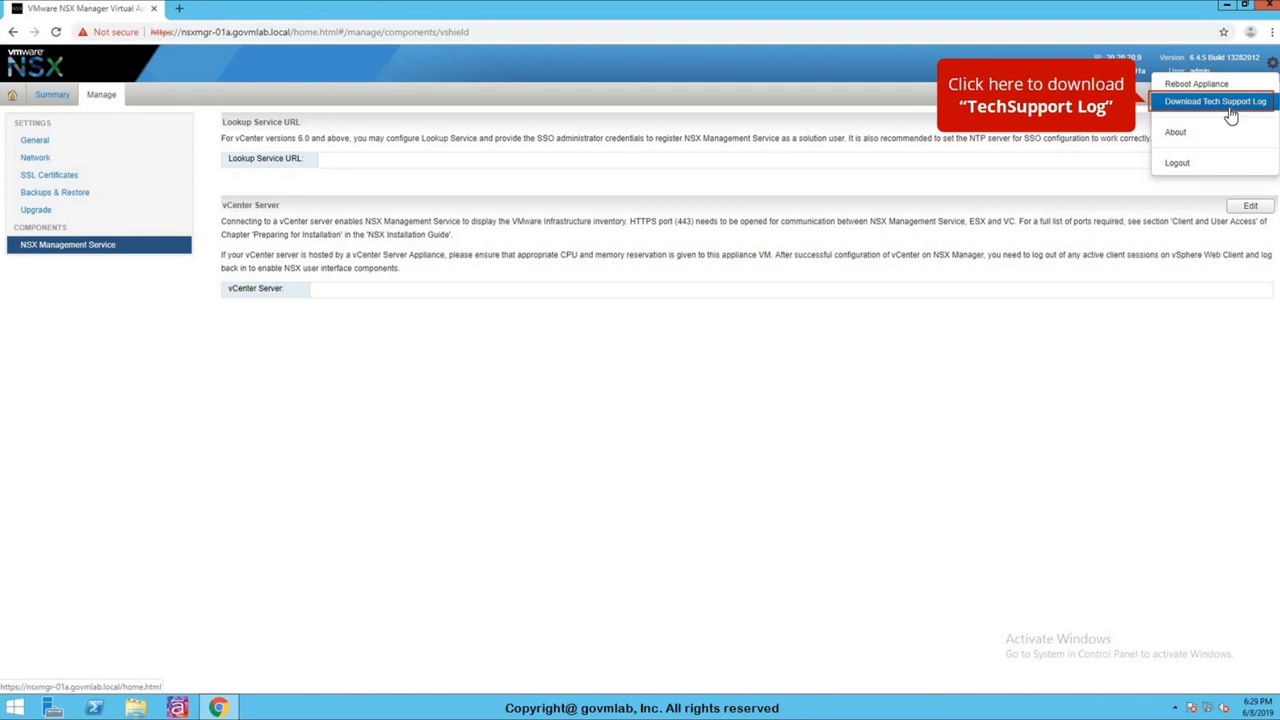 VMware NSX Manager Virtual Ap
Not secure https://nsxmgr-01a.govmlab.local/home.html#/manage/components/vshield
vmware
NSX
IP: 20.20.20.9
Version: 6.4.5 Build 13282012
User: admin
Summary
Manage
Click here to download
“TechSupport Log”
Reboot Appliance
Download Tech Support Log
About
Logout
SETTINGS
General
Network
SSL Certificates
Backups & Restore
Upgrade
COMPONENTS
NSX Management Service
Lookup Service URL
For vCenter versions 6.0 and above, you may configure Lookup Service and provide the SSO administrator credentials to register NSX Management Service as a solution user. It is also recommended to set the NTP server for SSO configuration to work correctly.
Lookup Service URL:
vCenter Server
Edit
Connecting to a vCenter server enables NSX Management Service to display the VMware Infrastructure inventory. HTTPS port (443) needs to be opened for communication between NSX Management Service, ESX and VC. For a full list of ports required, see section 'Client and User Access' of
Chapter 'Preparing for Installation' in the 'NSX Installation Guide'.
If your vCenter server is hosted by a vCenter Server Appliance, please ensure that appropriate CPU and memory reservation is given to this appliance VM. After successful configuration of vCenter on NSX Manager, you need to log out of any active client sessions on vSphere Web Client and log
back in to enable NSX user interface components.
vCenter Server:
Activate Windows
Go to System in Control Panel to activate Windows.
https://nsxmgr-01a.govmlab.local/home.html
Copyright@ govmlab, Inc. All rights reserved
6:29 PM
6/8/2019